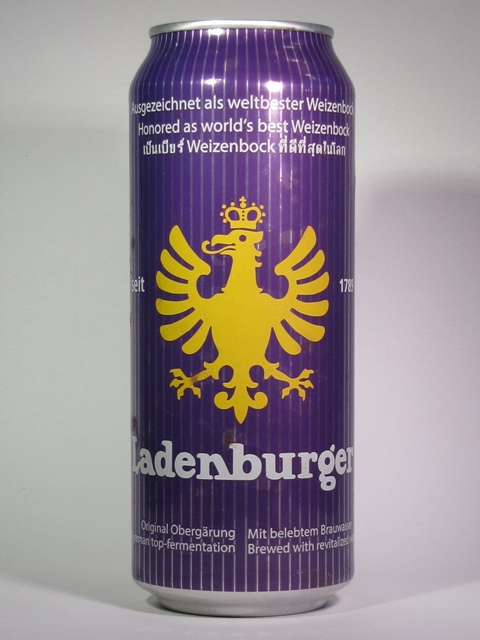 Ausgezeichnet als weltbester Weizenbock
Honored as world's best Weizenbock
เป็นเบียร์ Weizenbock ที่ดีที่สุดในโลก
seit 1789
Ladenburger
Original Obergärung
German top-fermentation
Mit belebtem Brauwasser
Brewed with revitalized